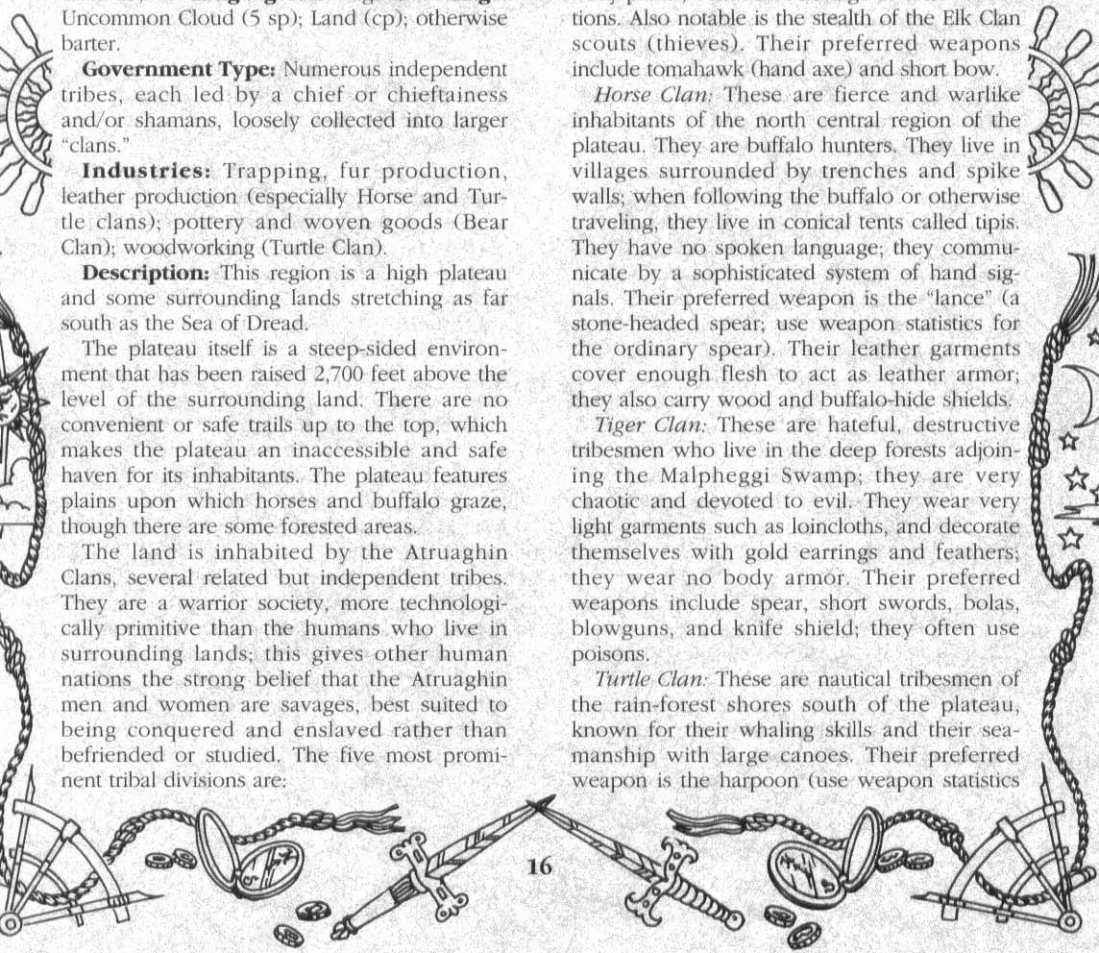 Uncommon Cloud (5 sp); Land (cp); otherwise
barter.
Government Type: Numerous independent
tribes, each led by a chief or chieftainess
and/or shamans, loosely collected into larger
“clans.”
Industries: Trapping, fur production,
leather production (especially Horse and Tur-
tle clans); pottery and woven goods (Bear
Clan); woodworking (Turtle Clan).
Description: This region is a high plateau
and some surrounding lands stretching as far
south as the Sea of Dread.
The plateau itself is a steep-sided environ-
ment that has been raised 2,700 feet above the
level of the surrounding land. There are no
convenient or safe trails up to the top, which
makes the plateau an inaccessible and safe
haven for its inhabitants. The plateau features
plains upon which horses and buffalo graze,
though there are some forested areas.
The land is inhabited by the Atruaghin
Clans, several related but independent tribes.
They are a warrior society, more technologi-
cally primitive than the humans who live in
surrounding lands; this gives other human
nations the strong belief that the Atruaghin
men and women are savages, best suited to
being conquered and enslaved rather than
befriended or studied. The five most promi-
nent tribal divisions are:
tions. Also notable is the stealth of the Elk Clan
scouts (thieves). Their preferred weapons
include tomahawk (hand axe) and short bow.
Horse Clan: These are fierce and warlike
inhabitants of the north central region of the
plateau. They are buffalo hunters. They live in
villages surrounded by trenches and spike
walls; when following the buffalo or otherwise
traveling, they live in conical tents called tipis.
They have no spoken language; they commu-
nicate by a sophisticated system of hand sig-
nals. Their preferred weapon is the “lance” (a
stone-headed spear; use weapon statistics for
the ordinary spear). Their leather garments
cover enough flesh to act as leather armor;
they also carry wood and buffalo-hide shields.
Tiger Clan: These are hateful, destructive
tribesmen who live in the deep forests adjoin-
ing the Malpheggi Swamp; they are very
chaotic and devoted to evil. They wear very
light garments such as loincloths, and decorate
themselves with gold earrings and feathers;
they wear no body armor. Their preferred
weapons include spear, short swords, bolas,
blowguns, and knife shield; they often use
poisons.
Turtle Clan: These are nautical tribesmen of
the rain-forest shores south of the plateau,
known for their whaling skills and their sea-
manship with large canoes. Their preferred
weapon is the harpoon (use weapon statistics
16